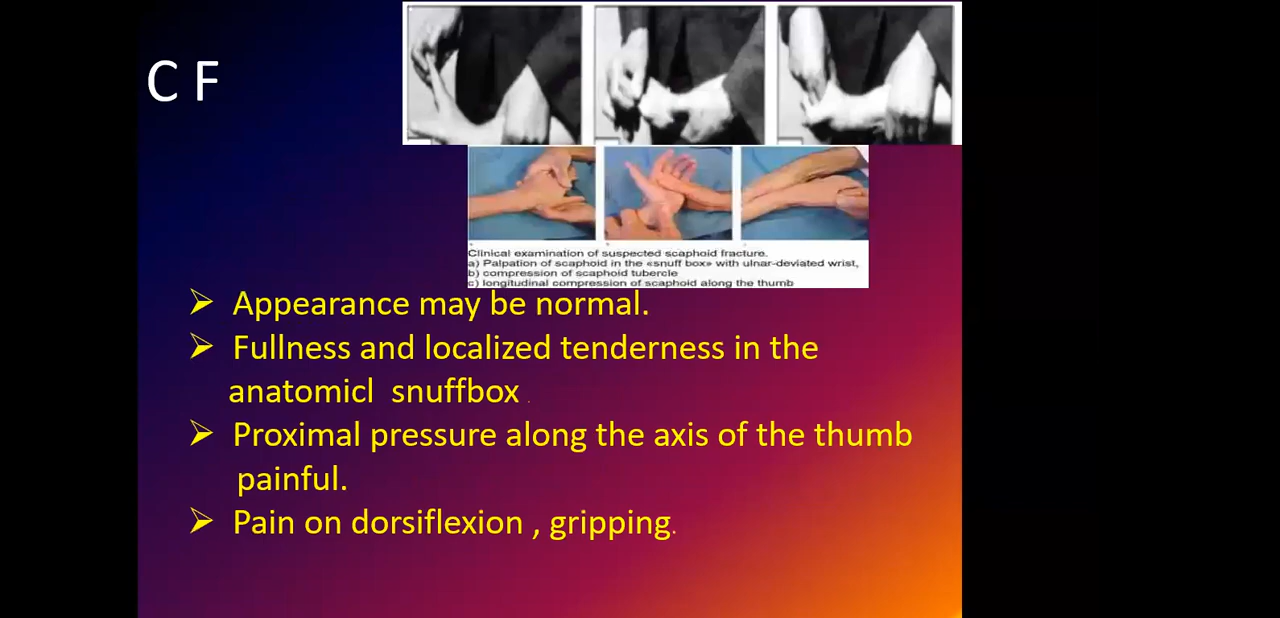 C F
Clinical examination of suspected scaphoid fracture.
a) Palpation of scaphoid in the «snuff box» with ulnar-deviated wrist,
b) compression of scaphoid tubercle
c) longitudinal compression of scaphoid along the thumb
➢ Appearance may be normal.
➢ Fullness and localized tenderness in the
anatomicl snuffbox .
➢ Proximal pressure along the axis of the thumb
painful.
➢ Pain on dorsiflexion , gripping.